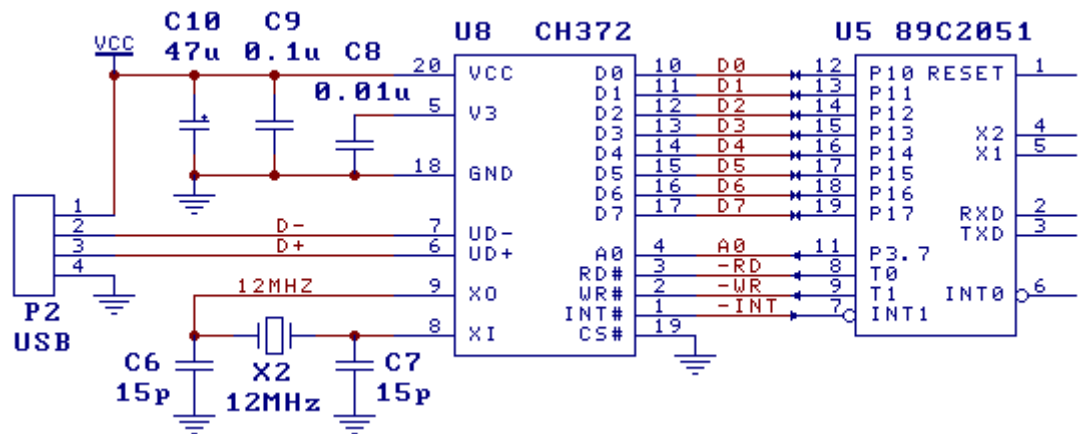 C10 C9 U8 CH372 U5 89C2051
VCC 47u 0.1u C8
20 VCC D0 10 D0 12 P10 RESET 1
0.01u D1 11 D1 13 P11
5 V3 D2 12 D2 14 P12
D3 13 D3 15 P13 X2 4
D4 14 D4 16 P14 X1 5
18 GND D5 15 D5 17 P15
D6 16 D6 18 P16
1 D7 17 D7 19 P17 RXD 2
2 D- 7 UD- TXD 3
3 D+ 6 UD+ A0 4 A0 11 P3.7
4 RD# 3 -RD 8 T0
12MHZ 9 XO WR# 2 -WR 9 T1 INT0 6
P2 INT# 1 -INT 7 INT1
USB 8 XI CS# 19
C6 X2 C7
15p 12MHz 15p